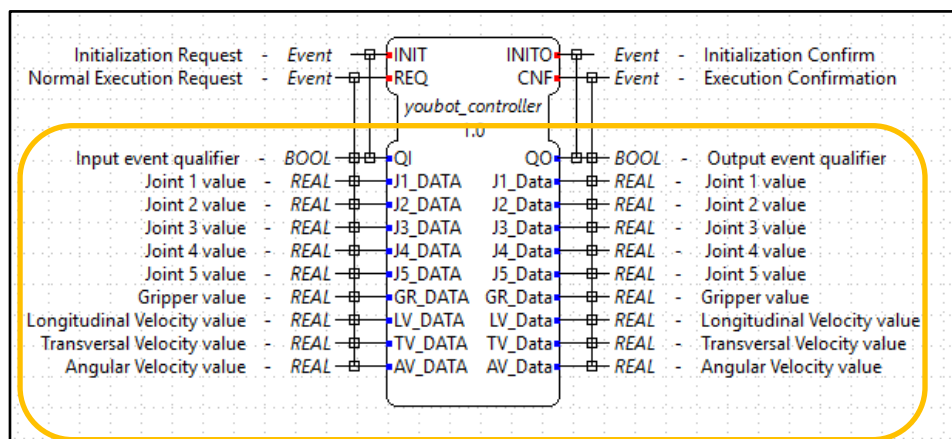 Initialization Request - Event INIT INITO Event - Initialization Confirm
Normal Execution Request - Event REQ CNF Event - Execution Confirmation
youbot_controller
1.0
Input event qualifier - BOOL QI QO BOOL - Output event qualifier
Joint 1 value - REAL J1_DATA J1_Data REAL - Joint 1 value
Joint 2 value - REAL J2_DATA J2_Data REAL - Joint 2 value
Joint 3 value - REAL J3_DATA J3_Data REAL - Joint 3 value
Joint 4 value - REAL J4_DATA J4_Data REAL - Joint 4 value
Joint 5 value - REAL J5_DATA J5_Data REAL - Joint 5 value
Gripper value - REAL GR_DATA GR_Data REAL - Gripper value
Longitudinal Velocity value - REAL LV_DATA LV_Data REAL - Longitudinal Velocity value
Transversal Velocity value - REAL TV_DATA TV_Data REAL - Transversal Velocity value
Angular Velocity value - REAL AV_DATA AV_Data REAL - Angular Velocity value